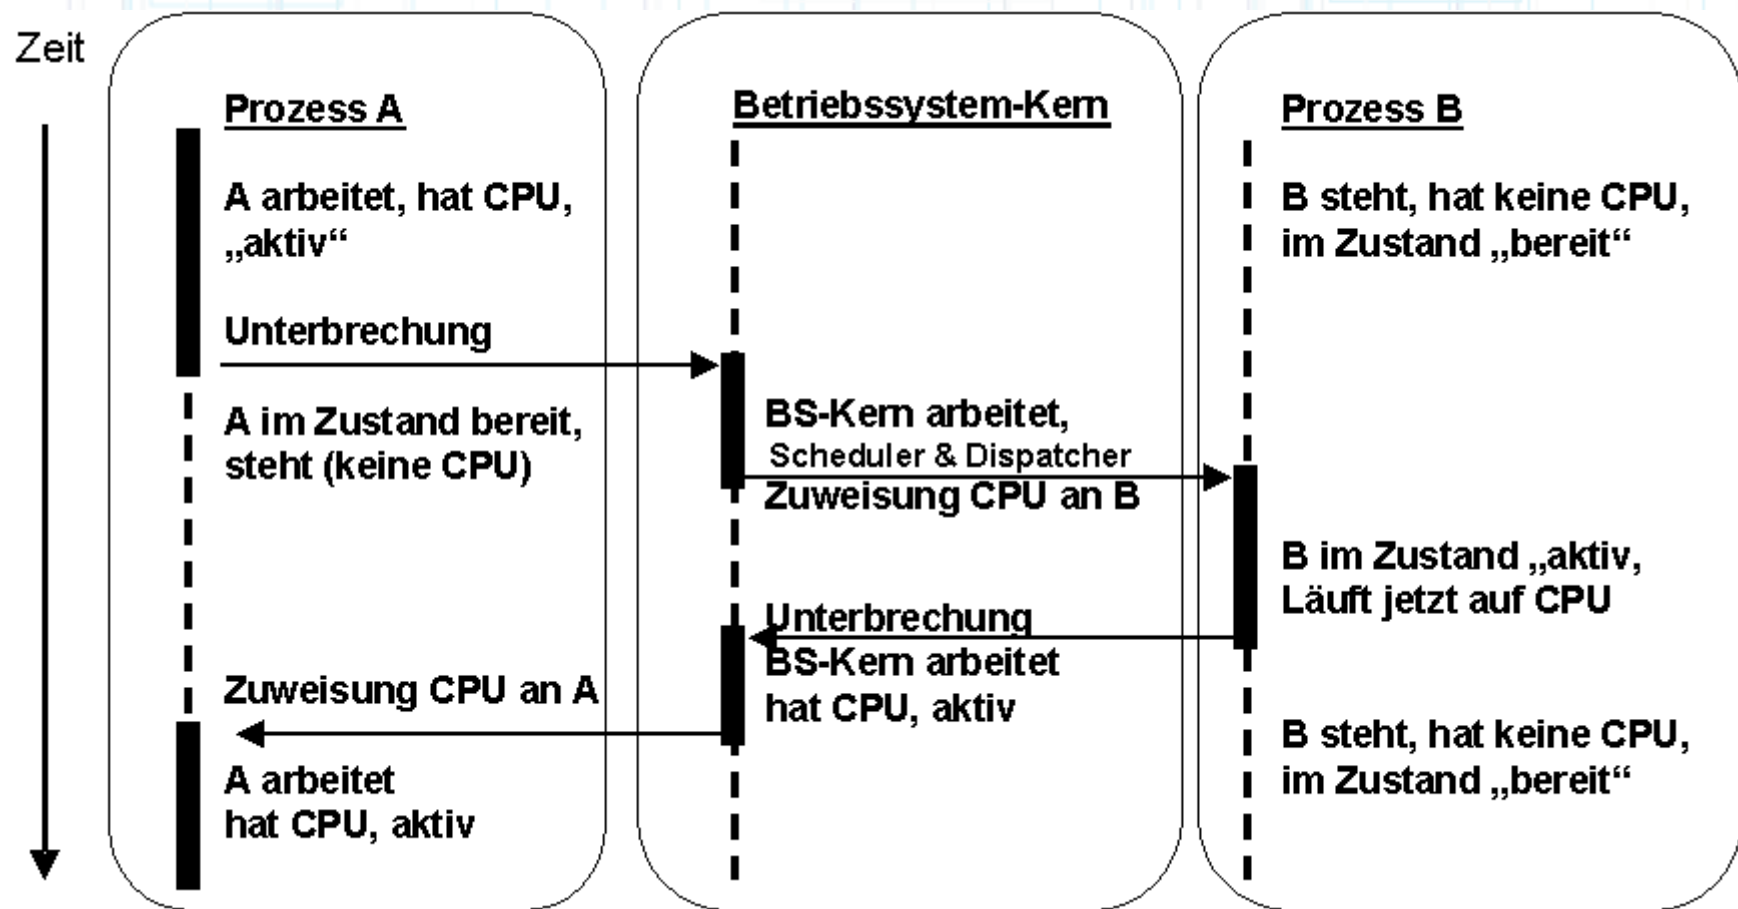 Zeit
Prozess A
A arbeitet, hat CPU,
„aktiv“
Unterbrechung
A im Zustand bereit,
steht (keine CPU)
Zuweisung CPU an A
A arbeitet
hat CPU, aktiv
Betriebssystem-Kern
BS-Kern arbeitet,
Scheduler & Dispatcher
Zuweisung CPU an B
Unterbrechung
BS-Kern arbeitet
hat CPU, aktiv
Prozess B
B steht, hat keine CPU,
im Zustand „bereit“
B im Zustand „aktiv,
Läuft jetzt auf CPU
B steht, hat keine CPU,
im Zustand „bereit“